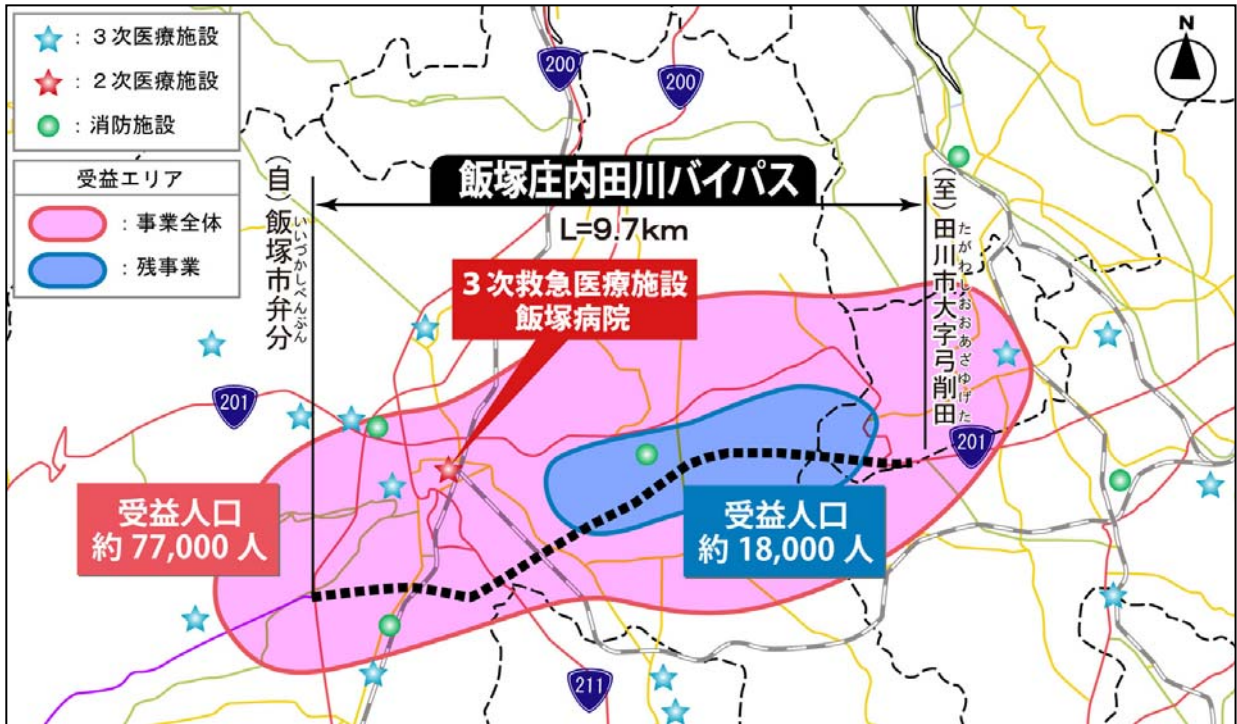 ：３次医療施設
：２次医療施設
：消防施設
受益エリア
：事業全体
：残事業
N
200
200
飯塚庄内田川バイパス
L=9.7km
（自）飯塚市弁分
いいづかしべんぶん
（至）田川市大字弓削田
たがわしおおあざゆげた
３次救急医療施設
飯塚病院
201
201
受益人口
約 77,000 人
受益人口
約 18,000 人
211